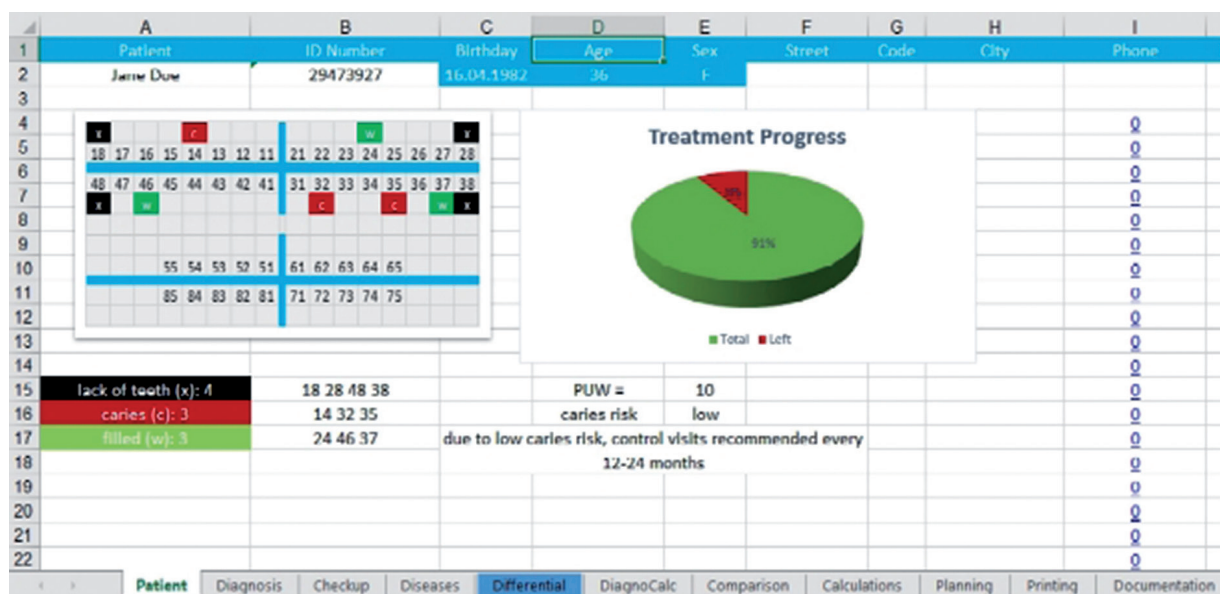 A B C D E F G H I
1 Patient ID Number Birthday Age Sex Street Code City Phone
2 Jane Doe 29473927 16.04.1982 36 F
3
4 x c w x 0
5 18 17 16 15 14 13 12 11 21 22 23 24 25 26 27 28 0
6 0
48 47 46 45 44 43 42 41 31 32 33 34 35 36 37 38
7 x w c c w x 0
8 0
9 0
10 55 54 53 52 51 61 62 63 64 65 0
11 85 84 83 82 81 71 72 73 74 75 0
12 0
13 0
14 0
Treatment Progress
91%
Total Left
15 lack of teeth (x): 4 18 28 48 38 PUW = 10 0
16 caries (c): 3 14 32 35 caries risk low 0
17 filled (w): 3 24 46 37 due to low caries risk, control visits recommended every 0
18 12-24 months 0
19 0
20 0
21 0
22 0
Patient Diagnosis Checkup Diseases Differential DiagnoCalc Comparison Calculations Planning Printing Documentation